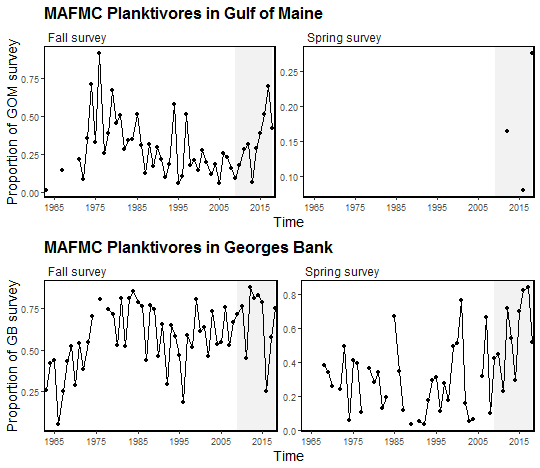 MAFMC Planktivores in Gulf of Maine
Fall survey
Spring survey
Proportion of GOM survey
0.75
0.50
0.25
0.00
0.25
0.20
0.15
0.10
1965 1975 1985 1995 2005 2015
1965 1975 1985 1995 2005 2015
Time
MAFMC Planktivores in Georges Bank
Fall survey
Spring survey
Proportion of GB survey
0.75
0.50
0.25
0.8
0.6
0.4
0.2
0.0
1965 1975 1985 1995 2005 2015
1965 1975 1985 1995 2005 2015
Time